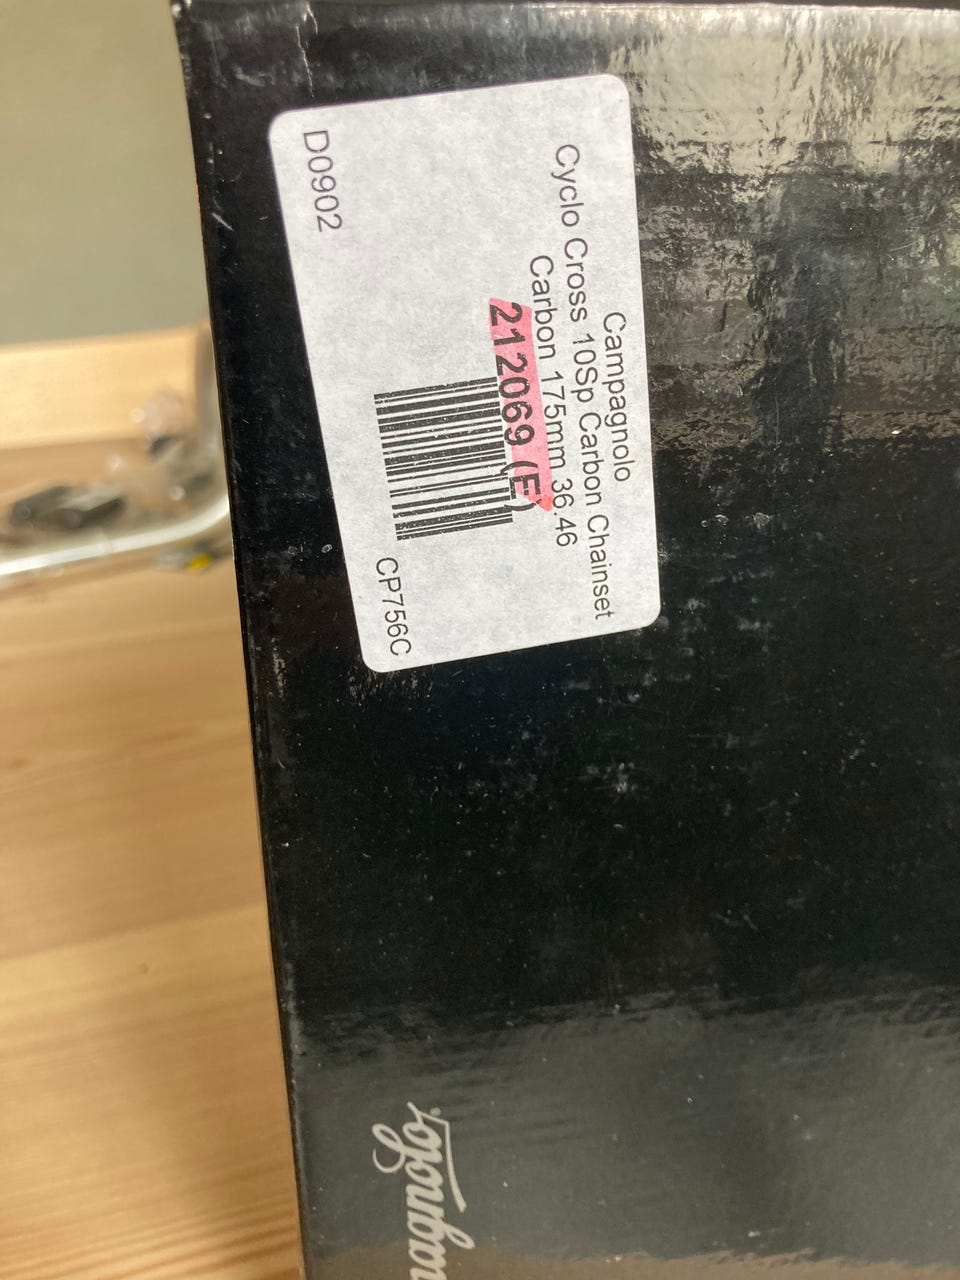 Campagnolo
Cyclo Cross 10Sp Carbon Chainset
Carbon 175mm 36.46
212069 (E)
CP756C
D0902